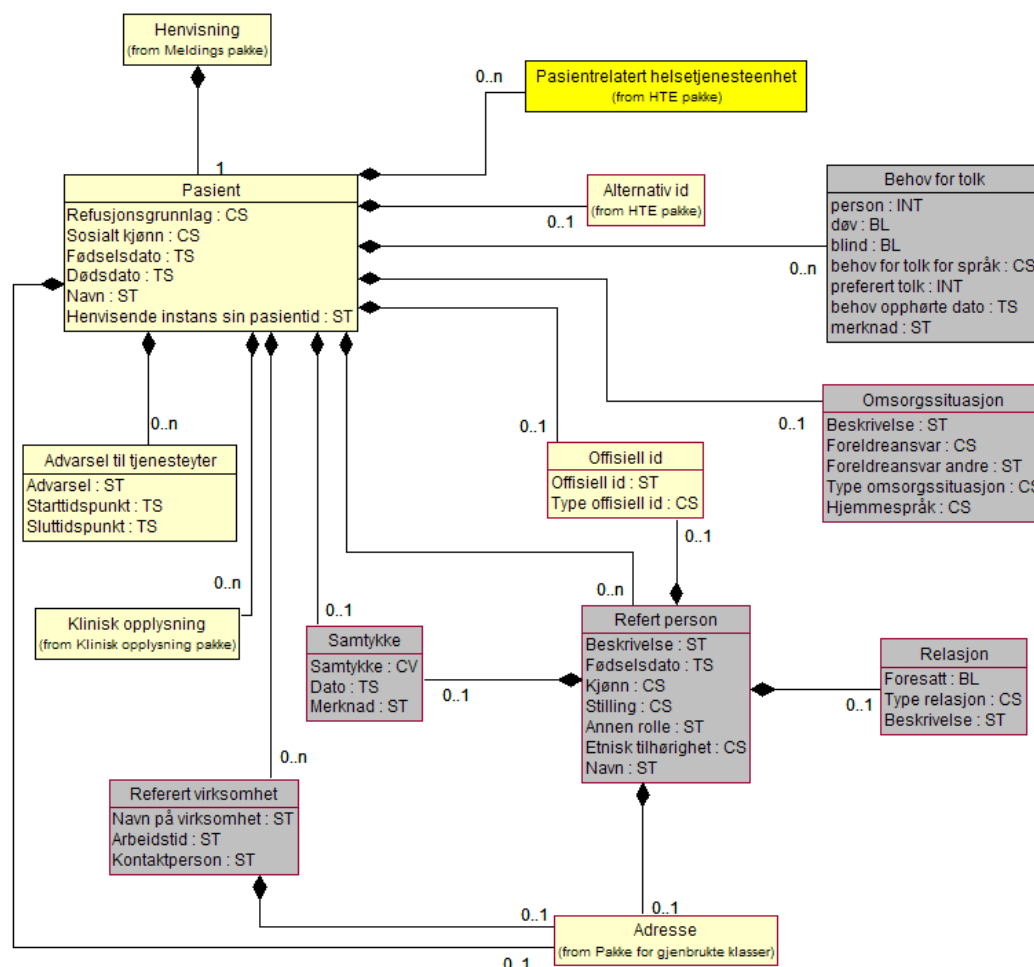 Henvisning
(from Meldings pakke)
0..n
Pasientrelatert helsetjenesteenhet
(from HTE pakke)
1
Pasient
Refusjonsgrunnlag : CS
Sosialt kjønn : CS
Fødselsdato : TS
Dødsdato : TS
Navn : ST
Henvisende instans sin pasientid : ST
Alternativ id
(from HTE pakke)
0..1
Behov for tolk
person : INT
døv : BL
blind : BL
behov for tolk for språk : CS
preferert tolk : INT
behov opphørte dato : TS
merknad : ST
0..n
Omsorgssituasjon
Beskrivelse : ST
Foreldreansvar : CS
Foreldreansvar andre : ST
Type omsorgssituasjon : CS
Hjemmespråk : CS
0..1
0..n
Advarsel til tjenesteyter
Advarsel : ST
Starttidspunkt : TS
Sluttidspunkt : TS
0..1
Offisiell id
Offisiell id : ST
Type offisiell id : CS
0..1
0..n
Klinisk opplysning
(from Klinisk opplysning pakke)
0..1
Samtykke
Samtykke : CV
Dato : TS
Merknad : ST
0..1
0..n
Refert person
Beskrivelse : ST
Fødselsdato : TS
Kjønn : CS
Stilling : CS
Annen rolle : ST
Etnisk tilhørighet : CS
Navn : ST
Relasjon
Foresatt : BL
Type relasjon : CS
Beskrivelse : ST
0..1
0..n
Referert virksomhet
Navn på virksomhet : ST
Arbeidstid : ST
Kontaktperson : ST
0..1
0..1
Adresse
(from Pakke for gjenbrukte klasser)
0..1